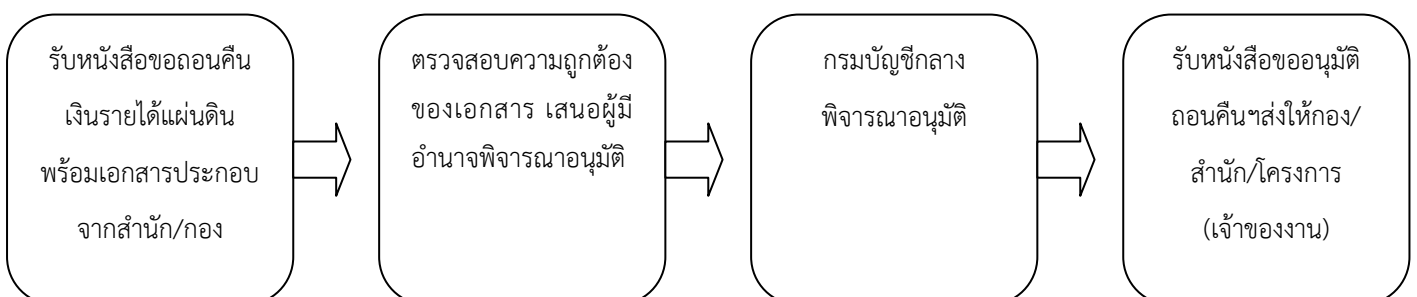 รับหนังสือขอถอนคืน
เงินรายได้แผ่นดิน
พร้อมเอกสารประกอบ
จากสำนัก/กอง
ตรวจสอบความถูกต้อง
ของเอกสาร เสนอผู้มี
อำนาจพิจารณาอนุมัติ
กรมบัญชีกลาง
พิจารณาอนุมัติ
รับหนังสือขออนุมัติ
ถอนคืนฯส่งให้กอง/
สำนัก/โครงการ
(เจ้าของงาน)